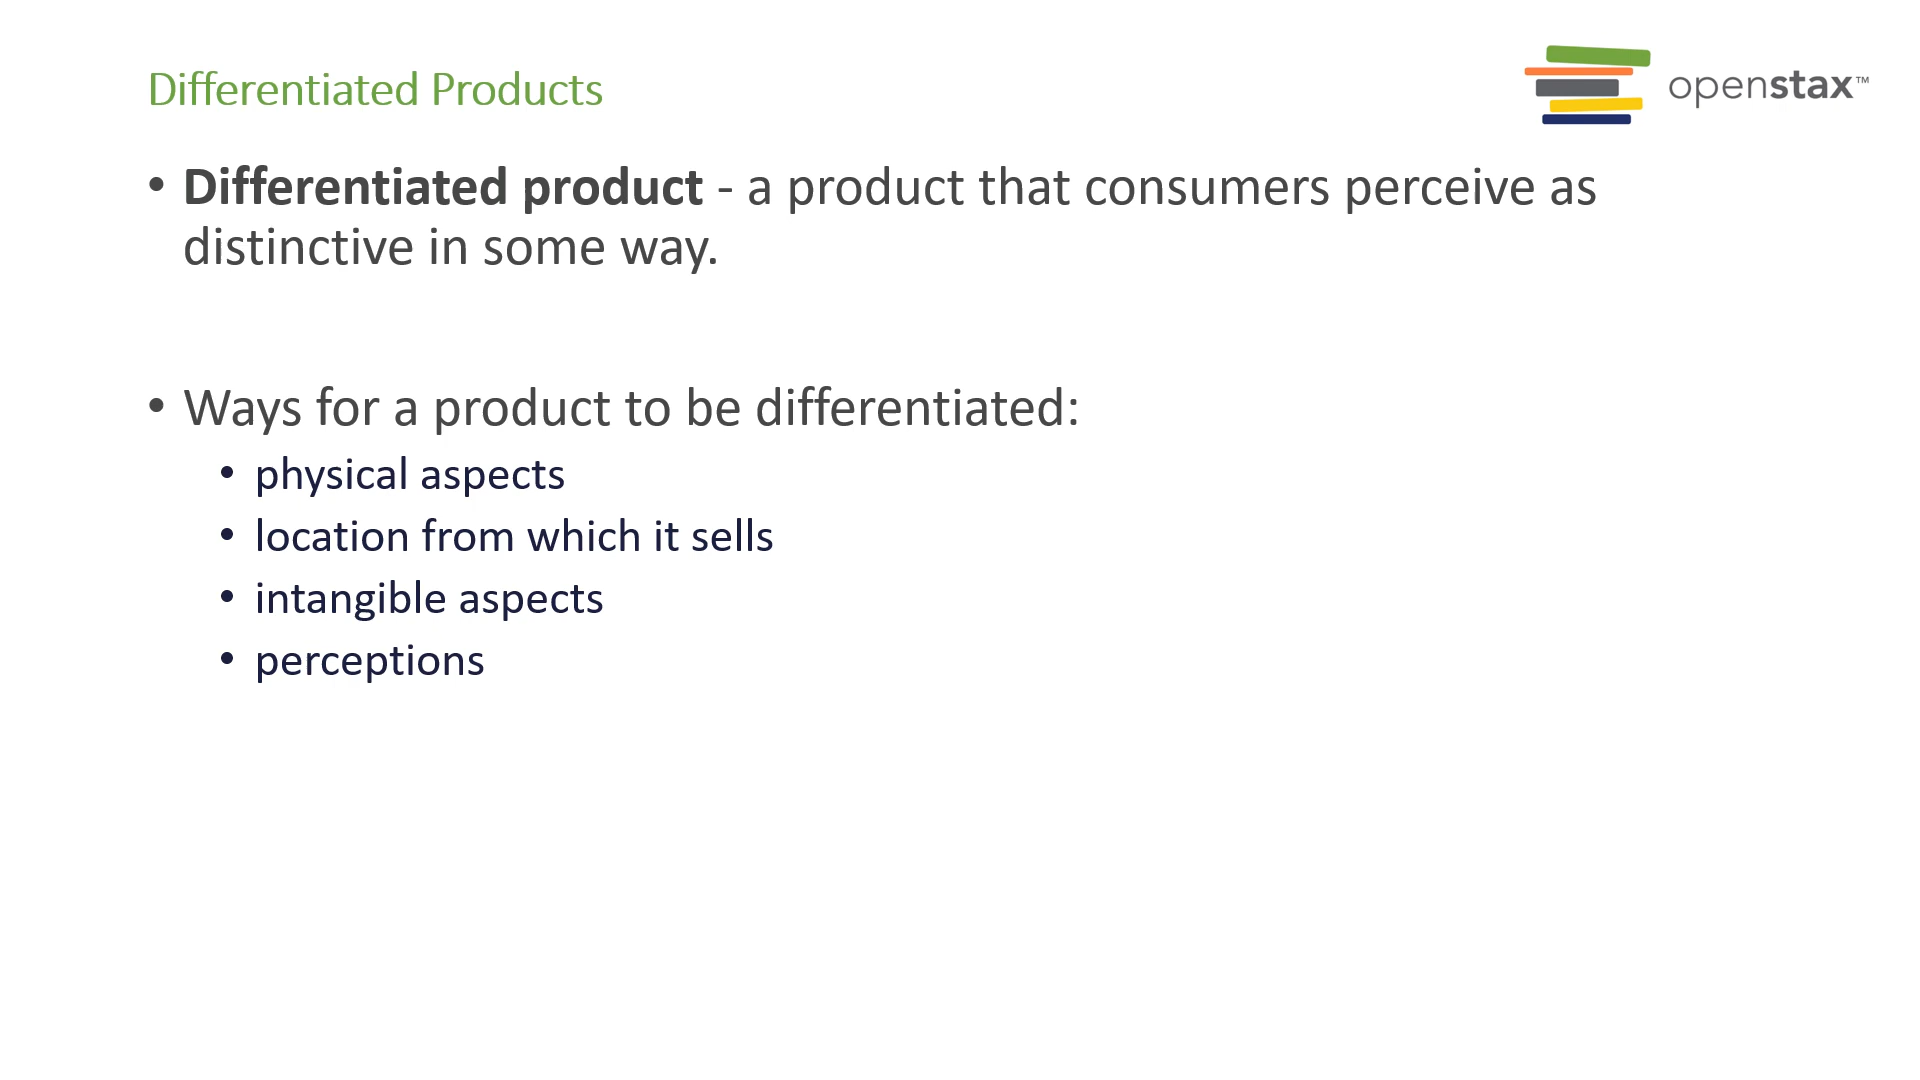 Differentiated Products
openstax™
• Differentiated product - a product that consumers perceive as
distinctive in some way.
• Ways for a product to be differentiated:
• physical aspects
• location from which it sells
• intangible aspects
• perceptions